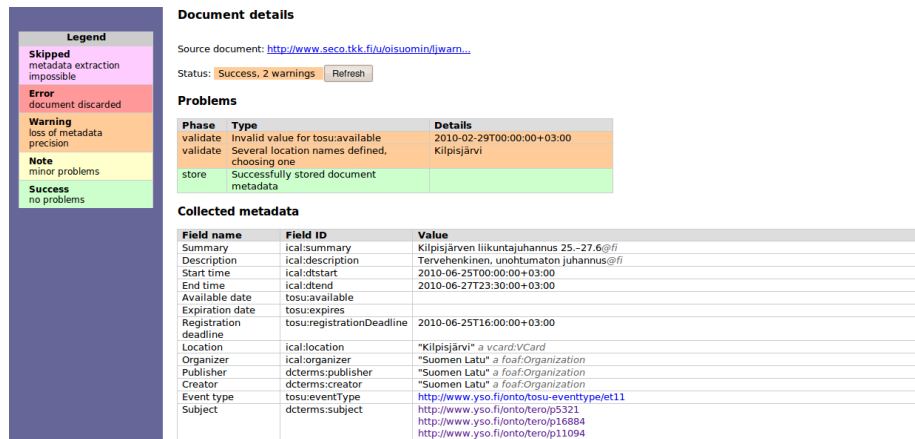 Legend
Skipped
metadata extraction
impossible
Error
document discarded
Warning
loss of metadata
precision
Note
minor problems
Success
no problems
Document details
Source document: http://www.seco.tkk.fi/u/oisuomin/ljwarn...
Status: Success, 2 warnings Refresh
Problems
Phase Type Details
validate Invalid value for tosu:available 2010-02-29T00:00:00+03:00
validate Several location names defined, Kilpisjärvi
choosing one
store Successfully stored document
metadata
Collected metadata
Field name Field ID Value
Summary ical:summary Kilpisjärven liikuntajuhannus 25.–27.6@fi
Description ical:description Tervehenkinen, unohtumaton juhannus@fi
Start time ical:dtstart 2010-06-25T00:00:00+03:00
End time ical:dtend 2010-06-27T23:30:00+03:00
Available date tosu:available
Expiration date tosu:expires
Registration tosu:registrationDeadline 2010-06-25T16:00:00+03:00
deadline
Location ical:location "Kilpisjärvi" a vcard:VCard
Organizer ical:organizer "Suomen Latu" a foaf:Organization
Publisher dcterms:publisher "Suomen Latu" a foaf:Organization
Creator dcterms:creator "Suomen Latu" a foaf:Organization
Event type tosu:eventType http://www.yso.fi/onto/tosu-eventtype/et11
Subject dcterms:subject http://www.yso.fi/onto/tero/p5321
http://www.yso.fi/onto/tero/p16884
http://www.yso.fi/onto/tero/p11094